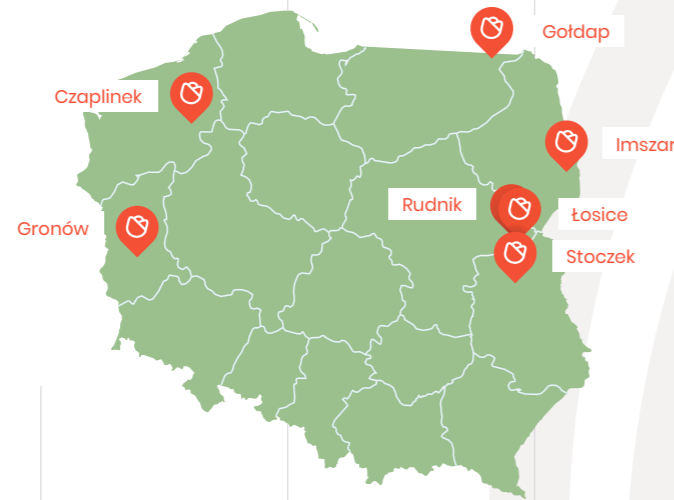 Gołdap
Czaplinek
Imszar
Rudnik
Łosice
Gronów
Stoczek